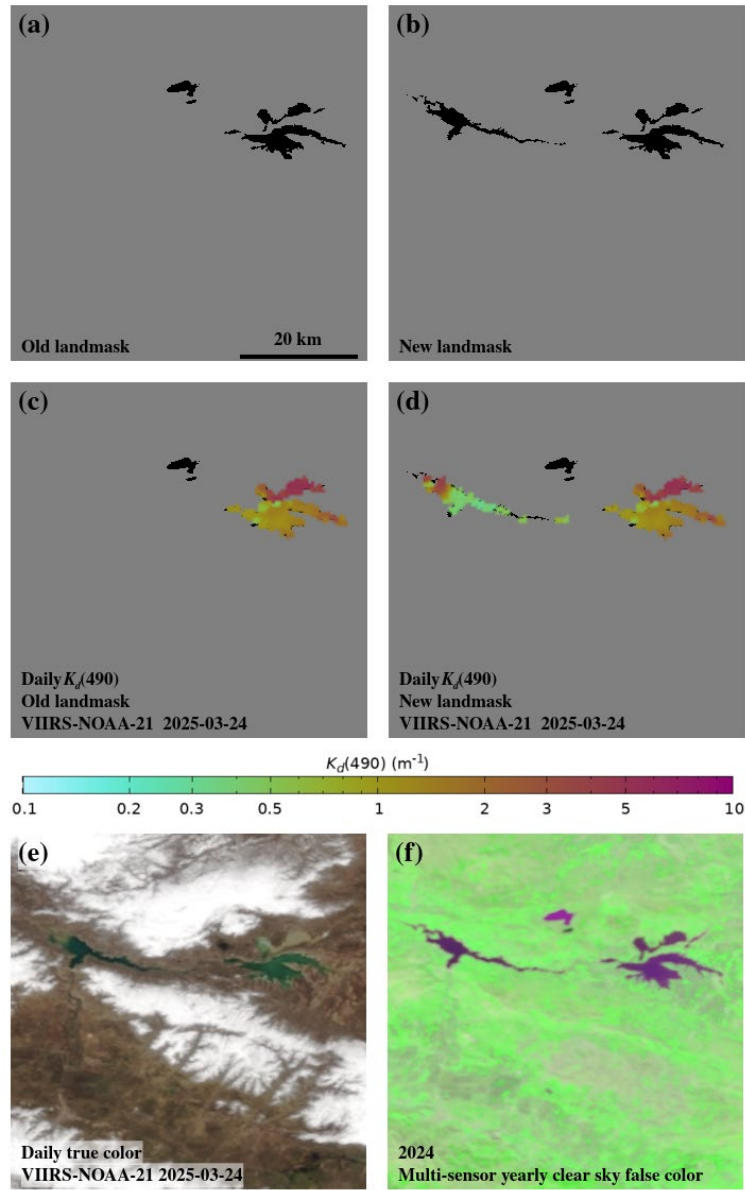 (a)
Old landmask
20 km
(b)
New landmask
(c)
Daily K_d(490)
Old landmask
VIIRS-NOAA-21 2025-03-24
(d)
Daily K_d(490)
New landmask
VIIRS-NOAA-21 2025-03-24
K_d(490) (m⁻¹)
0.1 0.2 0.3 0.5 1 2 3 5 10
(e)
Daily true color
VIIRS-NOAA-21 2025-03-24
(f)
2024
Multi-sensor yearly clear sky false color